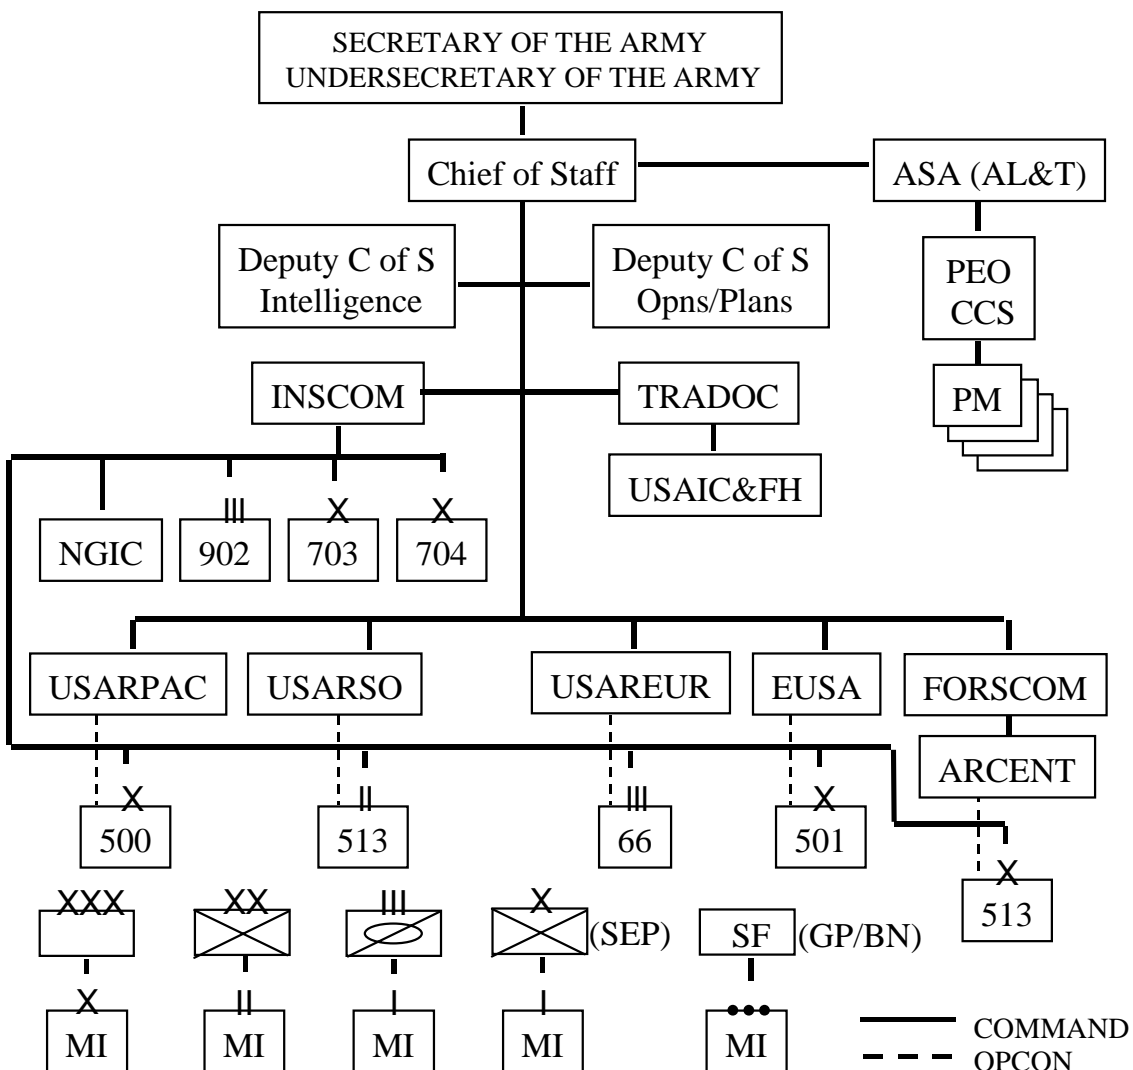 SECRETARY OF THE ARMY
UNDERSECRETARY OF THE ARMY
Chief of Staff
ASA (AL&T)
Deputy C of S
Intelligence
Deputy C of S
Opns/Plans
PEO
CCS
INSCOM
TRADOC
PM
USAIC&FH
III
X
X
NGIC
902
703
704
USARPAC
USARSO
USAREUR
EUSA
FORSCOM
ARCENT
X
II
III
X
500
513
66
501
X
513
XXX
XX
III
X
(SEP)
SF
(GP/BN)
X
II
I
I
•••
MI
MI
MI
MI
MI
COMMAND
OPCON